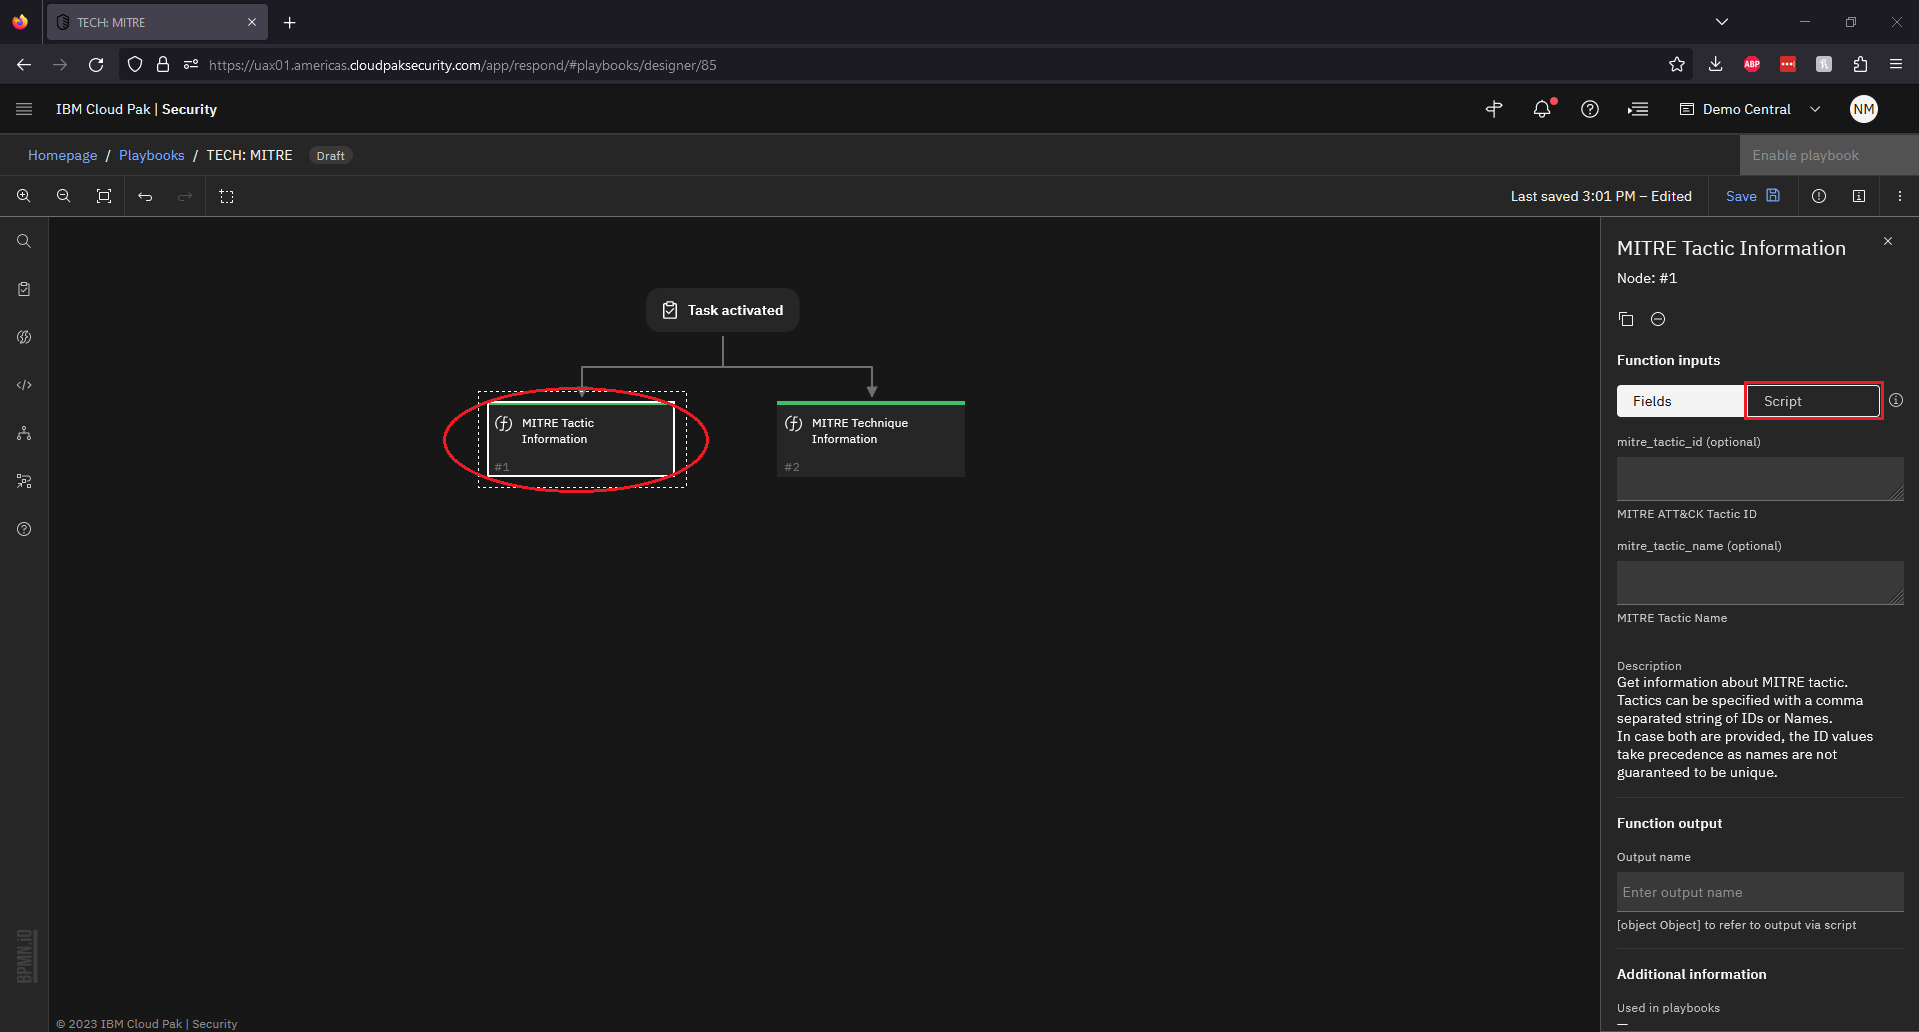 TECH: MITRE
https://uax01.americas.cloudpaksecurity.com/app/respond/#playbooks/designer/85
ABP
IBM Cloud Pak | Security
Demo Central
NM
Homepage / Playbooks / TECH: MITRE Draft
Enable playbook
Last saved 3:01 PM – Edited
Save
Task activated
MITRE Tactic
Information
#1
MITRE Technique
Information
#2
MITRE Tactic Information
Node: #1
Function inputs
Fields
Script
mitre_tactic_id (optional)
MITRE ATT&CK Tactic ID
mitre_tactic_name (optional)
MITRE Tactic Name
Description
Get information about MITRE tactic.
Tactics can be specified with a comma
separated string of IDs or Names.
In case both are provided, the ID values
take precedence as names are not
guaranteed to be unique.
Function output
Output name
Enter output name
[object Object] to refer to output via script
Additional information
Used in playbooks
—
BPMN.iO
© 2023 IBM Cloud Pak | Security